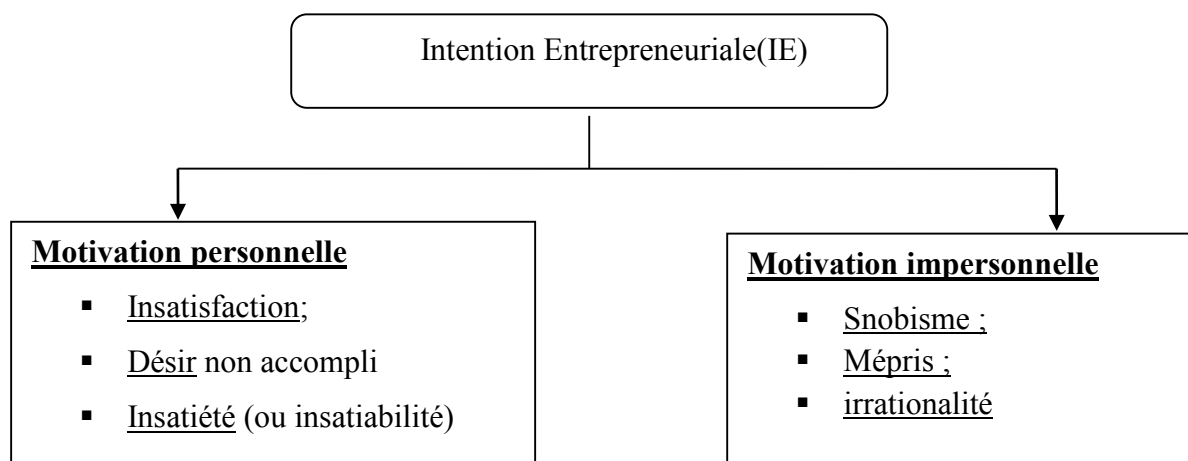 Intention Entrepreneuriale(IE)
Motivation personnelle
▪ Insatisfaction;
▪ Désir non accompli
▪ Insatiété (ou insatiabilité)
Motivation impersonnelle
▪ Snobisme ;
▪ Mépris ;
▪ irrationalité